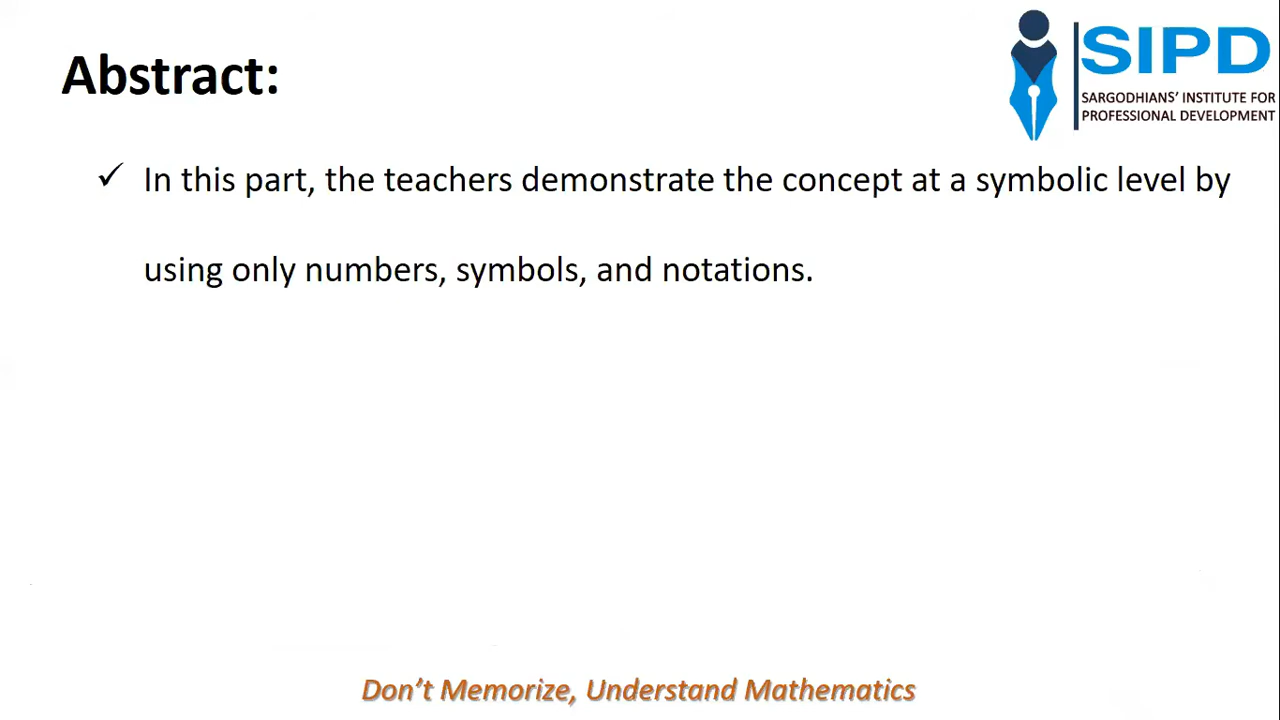 Abstract:
SIPD
SARGODHIANS' INSTITUTE FOR
PROFESSIONAL DEVELOPMENT
✓ In this part, the teachers demonstrate the concept at a symbolic level by
using only numbers, symbols, and notations.
Don't Memorize, Understand Mathematics